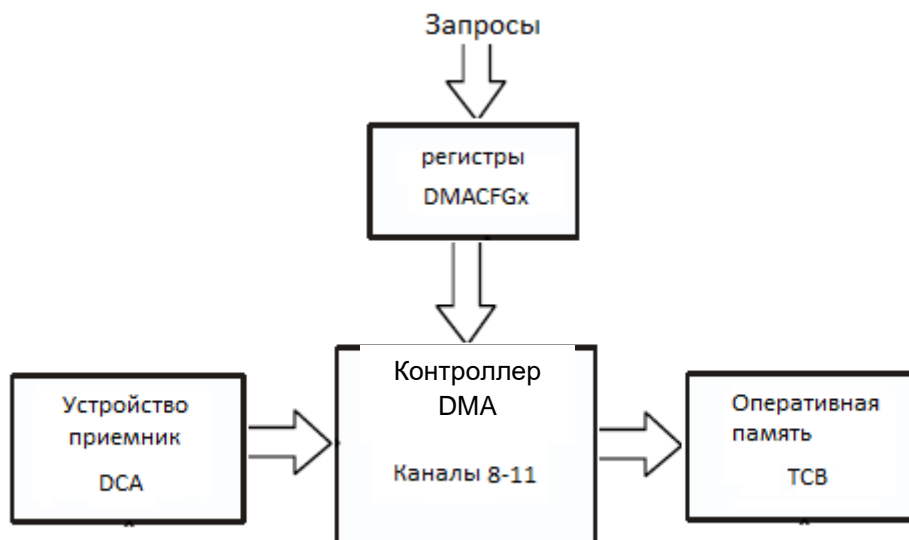 Запросы
регистры
DMACFGx
Контроллер
DMA
Каналы 8-11
Устройство
приемник
DCA
Оперативная
память
TCB